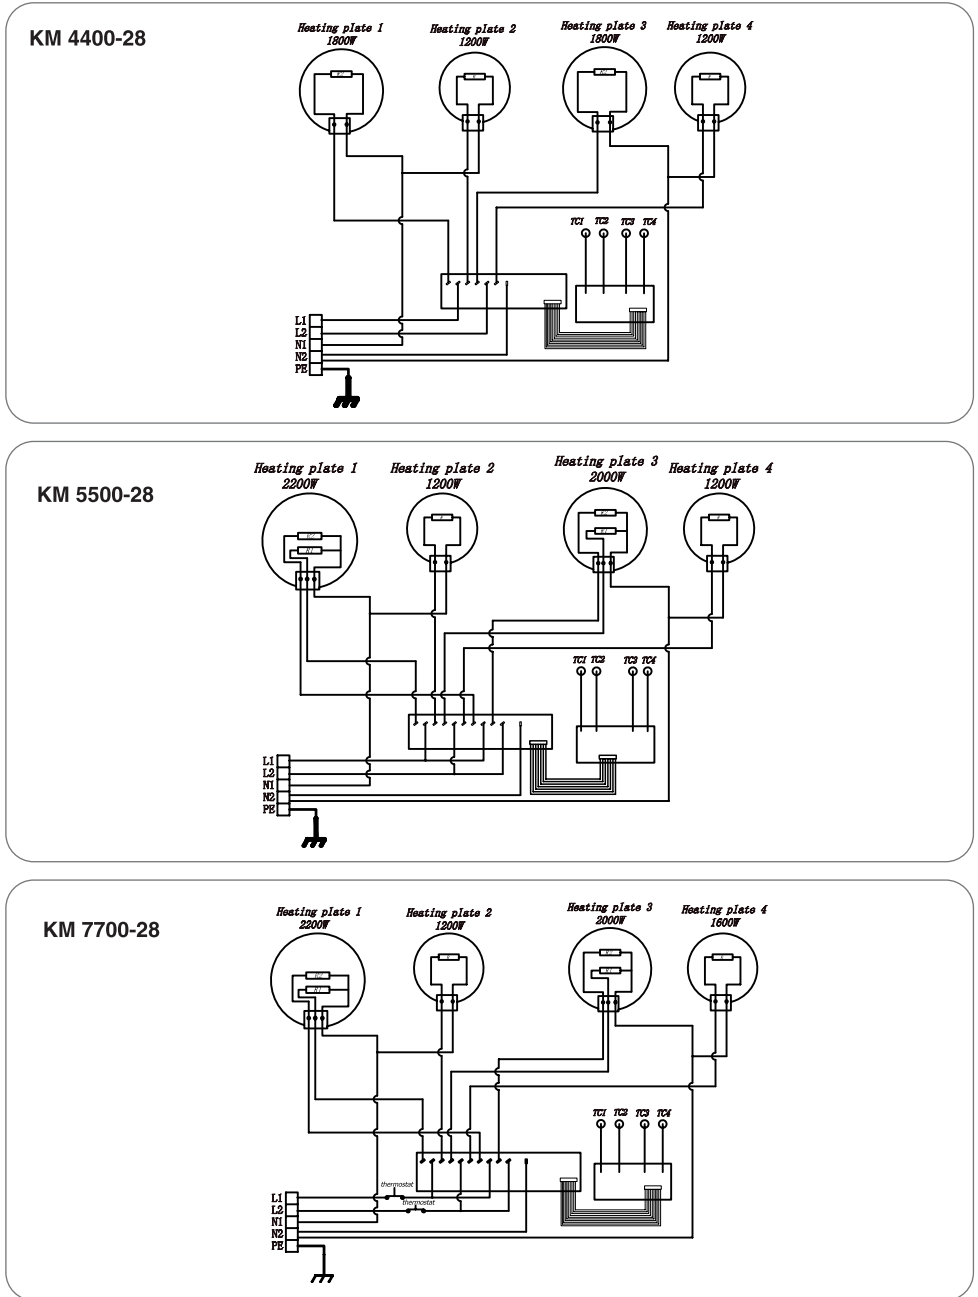 KM 4400-28
Heating plate 1
1800W
Heating plate 2
1200W
Heating plate 3
1800W
Heating plate 4
1200W
TC1 TC2 TC3 TC4
L1
L2
N1
N2
PE
KM 5500-28
Heating plate 1
2200W
Heating plate 2
1200W
Heating plate 3
2000W
Heating plate 4
1200W
TC1 TC2 TC3 TC4
L1
L2
N1
N2
PE
KM 7700-28
Heating plate 1
2200W
Heating plate 2
1200W
Heating plate 3
2000W
Heating plate 4
1600W
TC1 TC2 TC3 TC4
thermostat
thermostat
L1
L2
N1
N2
PE